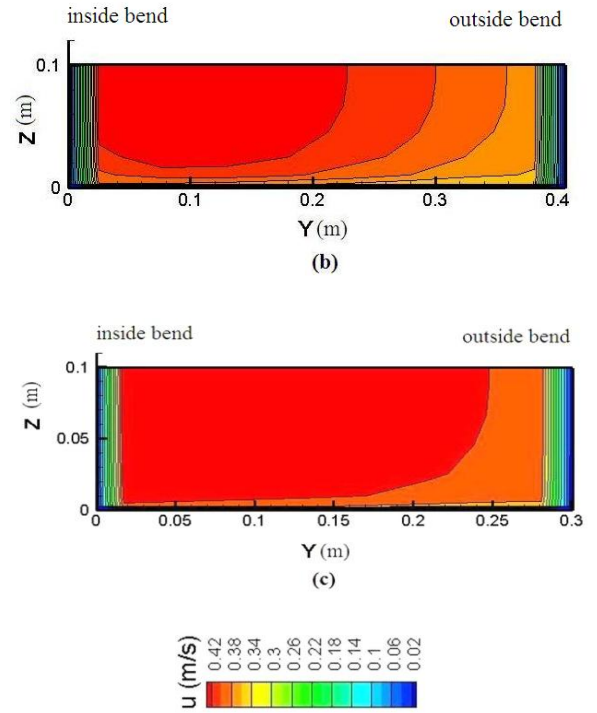 inside bend
outside bend
0.1
Z (m)
0
0 0.1 0.2 0.3 0.4
Y (m)
(b)
inside bend
outside bend
0.1
Z (m)
0.05
0
0 0.05 0.1 0.15 0.2 0.25 0.3
Y (m)
(c)
u (m/s)
0.42 0.38 0.34 0.3 0.26 0.22 0.18 0.14 0.1 0.06 0.02